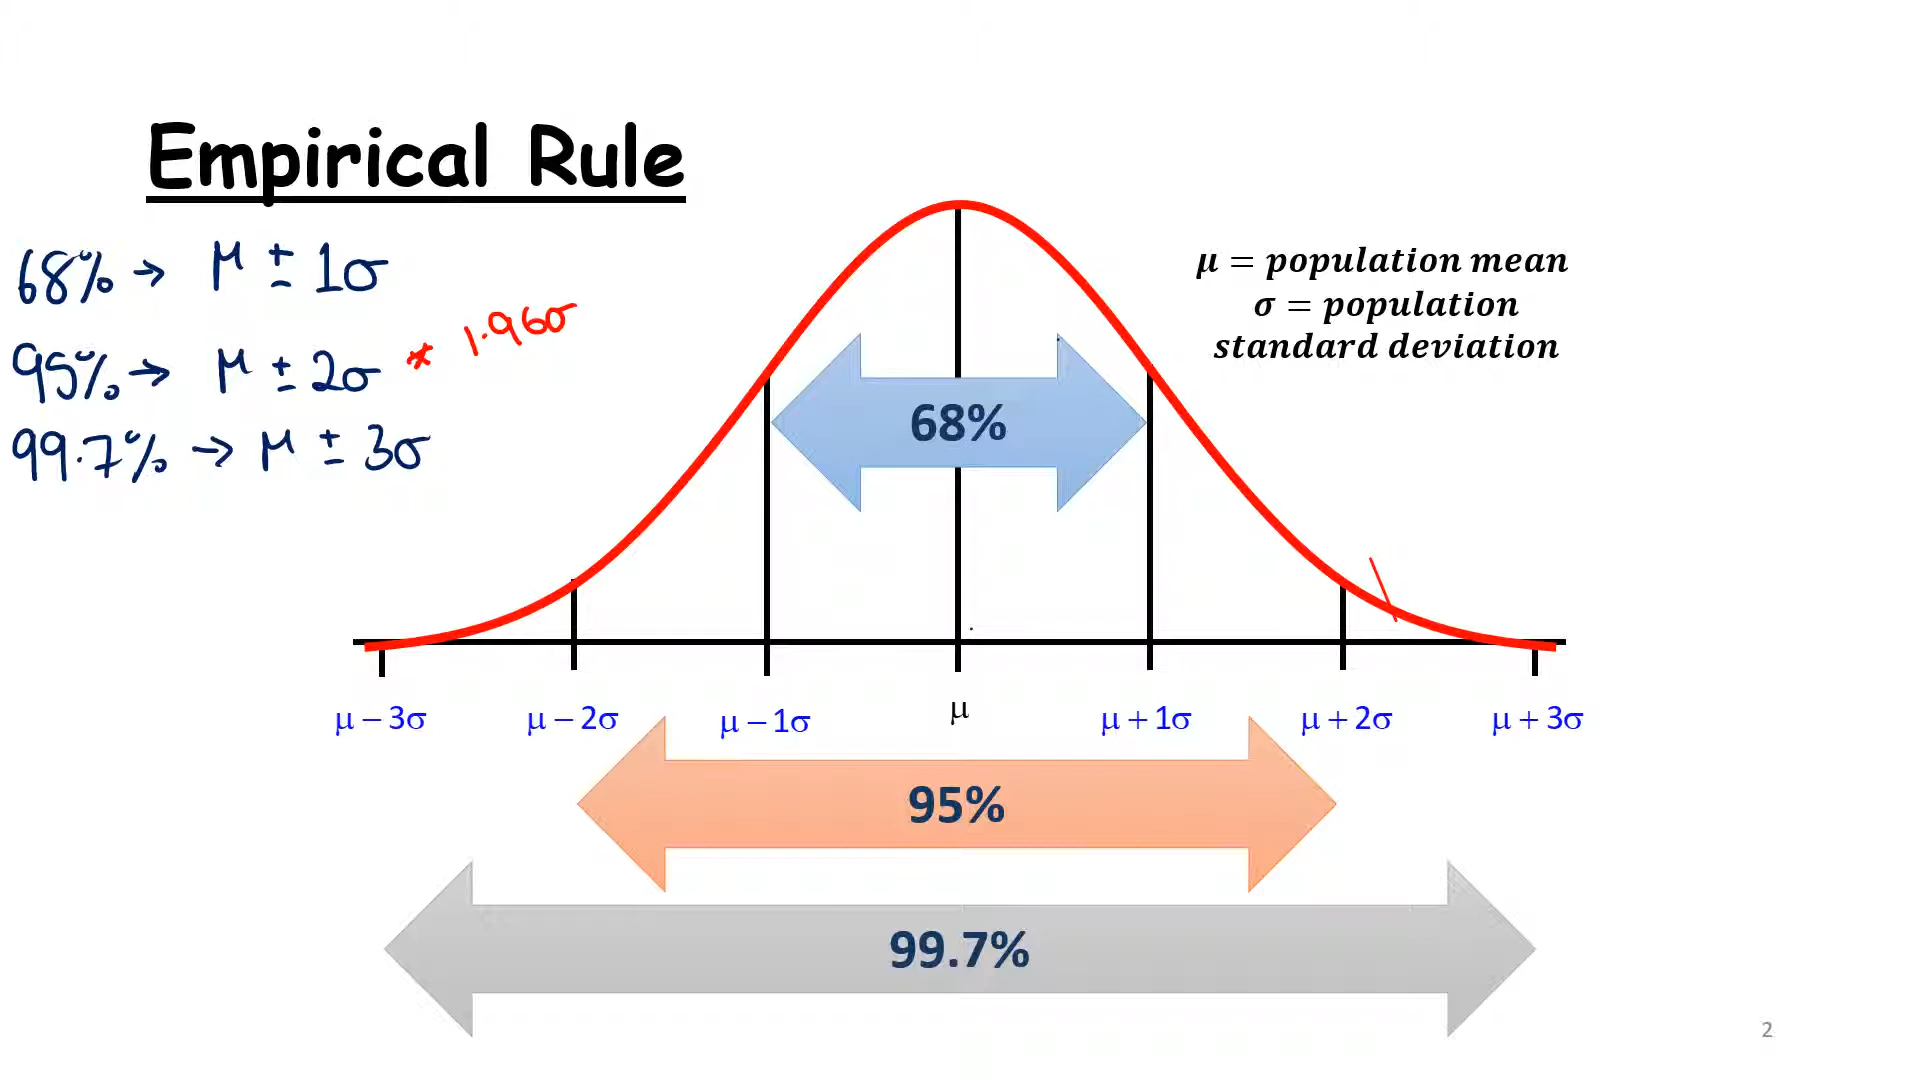 Empirical Rule
68% → μ ± 1σ
95% → μ ± 2σ * 1.96σ
99.7% → μ ± 3σ
μ = population mean
σ = population
standard deviation
68%
μ − 3σ μ − 2σ μ − 1σ μ μ + 1σ μ + 2σ μ + 3σ
95%
99.7%
2